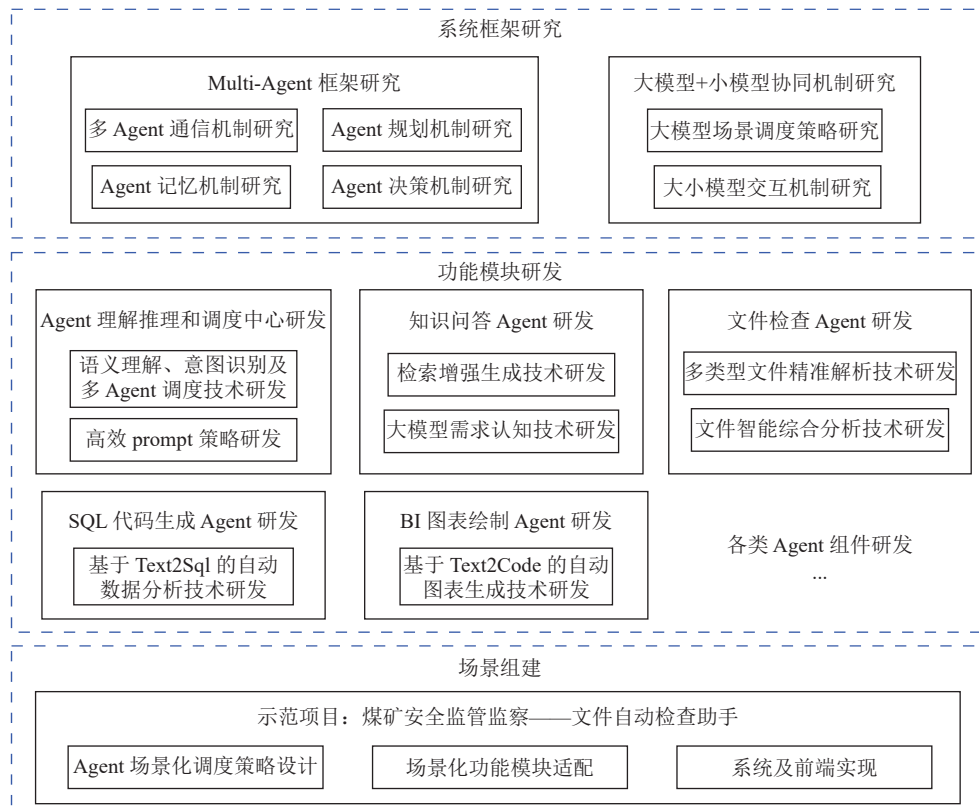 系统框架研究
Multi-Agent 框架研究
多 Agent 通信机制研究
Agent 规划机制研究
Agent 记忆机制研究
Agent 决策机制研究
大模型+小模型协同机制研究
大模型场景调度策略研究
大小模型交互机制研究
功能模块研发
Agent 理解推理和调度中心研发
语义理解、意图识别及
多 Agent 调度技术研发
高效 prompt 策略研发
知识问答 Agent 研发
检索增强生成技术研发
大模型需求认知技术研发
文件检查 Agent 研发
多类型文件精准解析技术研发
文件智能综合分析技术研发
SQL 代码生成 Agent 研发
基于 Text2Sql 的自动
数据分析技术研发
BI 图表绘制 Agent 研发
基于 Text2Code 的自动
图表生成技术研发
各类 Agent 组件研发
...
场景组建
示范项目：煤矿安全监管监察——文件自动检查助手
Agent 场景化调度策略设计
场景化功能模块适配
系统及前端实现